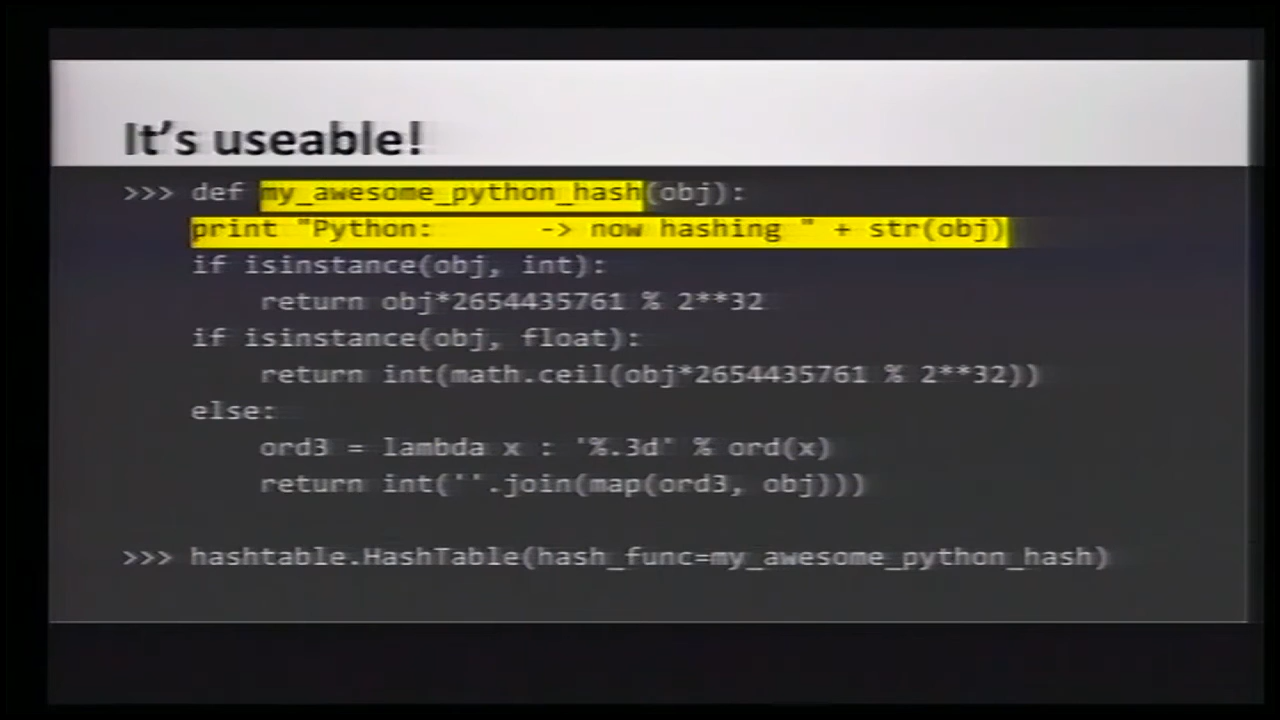 It's useable!
>>> def my_awesome_python_hash(obj):
print "Python:      -> now hashing " + str(obj)
if isinstance(obj, int):
return obj*2654435761 % 2**32
if isinstance(obj, float):
return int(math.ceil(obj*2654435761 % 2**32))
else:
ord3 = lambda x : '%.3d' % ord(x)
return int(''.join(map(ord3, obj)))
>>> hashtable.HashTable(hash_func=my_awesome_python_hash)